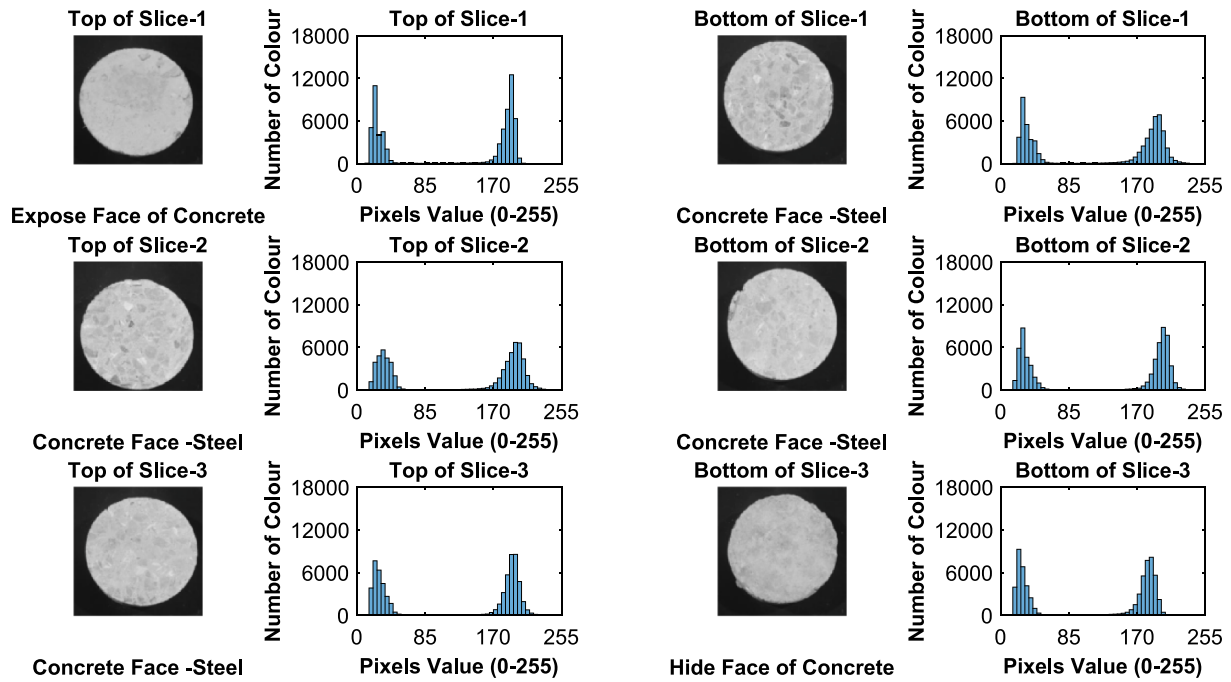 Top of Slice-1
Top of Slice-1
Number of Colour
18000
12000
6000
0
0 85 170 255
Pixels Value (0-255)
Expose Face of Concrete
Bottom of Slice-1
Bottom of Slice-1
Number of Colour
18000
12000
6000
0
0 85 170 255
Pixels Value (0-255)
Concrete Face -Steel
Top of Slice-2
Top of Slice-2
Number of Colour
18000
12000
6000
0
0 85 170 255
Pixels Value (0-255)
Concrete Face -Steel
Bottom of Slice-2
Bottom of Slice-2
Number of Colour
18000
12000
6000
0
0 85 170 255
Pixels Value (0-255)
Concrete Face -Steel
Top of Slice-3
Top of Slice-3
Number of Colour
18000
12000
6000
0
0 85 170 255
Pixels Value (0-255)
Concrete Face -Steel
Bottom of Slice-3
Bottom of Slice-3
Number of Colour
18000
12000
6000
0
0 85 170 255
Pixels Value (0-255)
Hide Face of Concrete